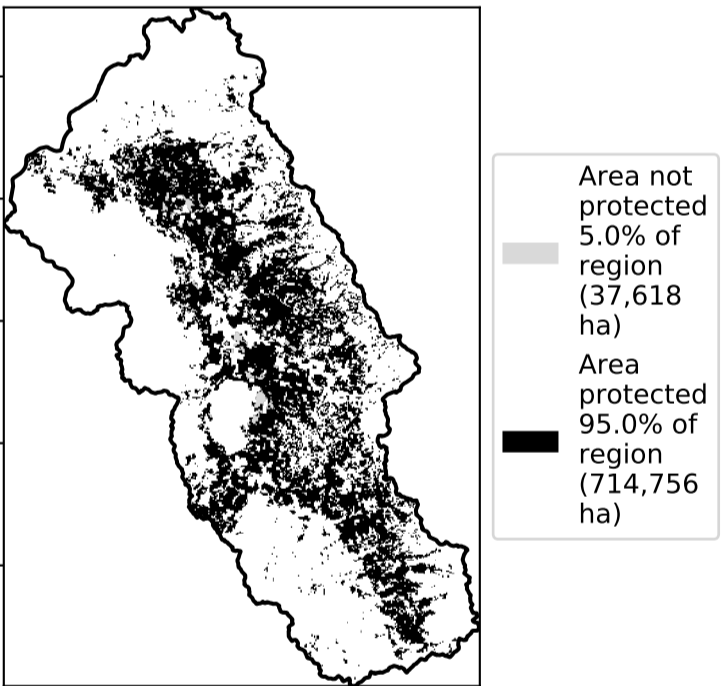 Area not
protected
5.0% of
region
(37,618
ha)
Area
protected
95.0% of
region
(714,756
ha)